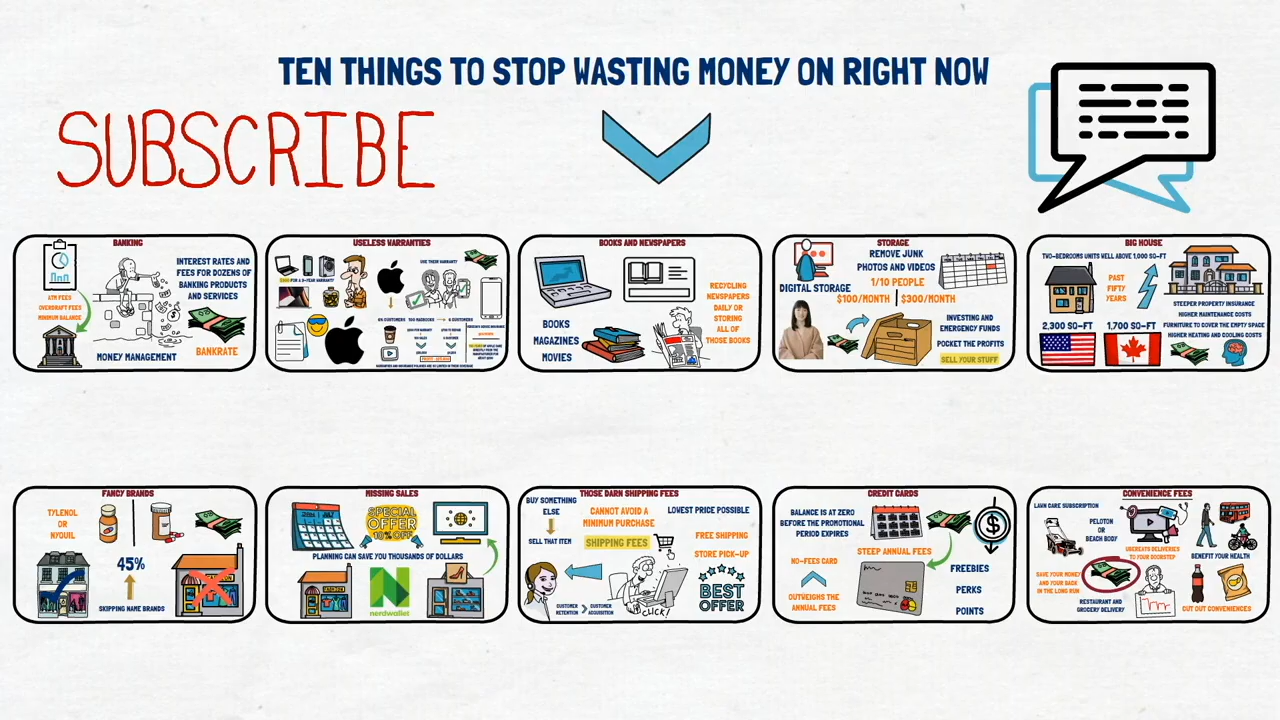 TEN THINGS TO STOP WASTING MONEY ON RIGHT NOW
SUBSCRIBE
BANKING
INTEREST RATES AND
FEES FOR DOZENS OF
BANKING PRODUCTS
AND SERVICES
ATM FEES
OVERDRAFT FEES
MINIMUM BALANCE
MONEY MANAGEMENT
BANKRATE
USELESS WARRANTIES
USE THEIR WARRANTY?
FOR A 3-YEAR WARRANTY
BOOKS AND NEWSPAPERS
BOOKS
MAGAZINES
MOVIES
RECYCLING
NEWSPAPERS
DAILY OR
STORING
ALL OF
THOSE BOOKS
STORAGE
REMOVE JUNK
PHOTOS AND VIDEOS
DIGITAL STORAGE
1/10 PEOPLE
$100/MONTH
$300/MONTH
INVESTING AND
EMERGENCY FUNDS
POCKET THE PROFITS
SELL YOUR STUFF
BIG HOUSE
TWO-BEDROOMS UNITS WELL ABOVE 1,000 SQ-FT
PAST
FIFTY
YEARS
2,300 SQ-FT
1,700 SQ-FT
STEEPER PROPERTY INSURANCE
HIGHER MAINTENANCE COSTS
FURNITURE TO COVER THE EMPTY SPACE
HIGHER HEATING AND COOLING COSTS
FANCY BRANDS
TYLENOL
OR
NYQUIL
45%
SKIPPING NAME BRANDS
MISSING SALES
SPECIAL
OFFER
10% OFF
PLANNING CAN SAVE YOU THOUSANDS OF DOLLARS
nerdwallet
THOSE DARN SHIPPING FEES
BUY SOMETHING
ELSE
SELL THAT ITEM
CANNOT AVOID A
MINIMUM PURCHASE
SHIPPING FEES
LOWEST PRICE POSSIBLE
FREE SHIPPING
STORE PICK-UP
CUSTOMER
RETENTION
>
CUSTOMER
ACQUISITION
CLICK!
BEST
OFFER
CREDIT CARDS
BALANCE IS AT ZERO
BEFORE THE PROMOTIONAL
PERIOD EXPIRES
STEEP ANNUAL FEES
NO-FEES CARD
OUTWEIGHS THE
ANNUAL FEES
FREEBIES
PERKS
POINTS
CONVENIENCE FEES
LAWN CARE SUBSCRIPTION
PELOTON
OR
BEACH BODY
UBEREATS DELIVERIES
TO YOUR DOORSTEP
BENEFIT YOUR HEALTH
SAVE YOUR MONEY
AND YOUR BACK
IN THE LONG RUN
RESTAURANT AND
GROCERY DELIVERY
CUT OUT CONVENIENCES